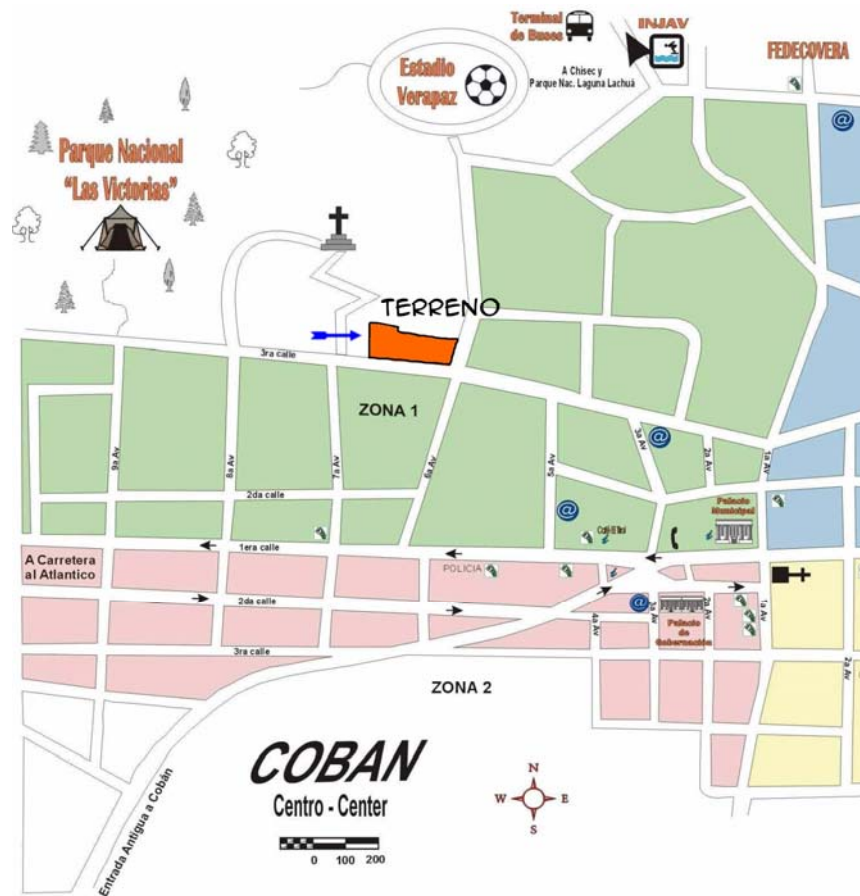 Terminal
de Buses
INJAV
FEDECOVERA
A Chisec y
Parque Nac. Laguna Lachuá
Estadio
Verapaz
@
Parque Nacional
"Las Victorias"
TERRENO
3ra calle
ZONA 1
9a Av
8a Av
7a Av
6a Av
5a Av
3a Av
2a Av
1a Av
@
2da calle
@
Palacio
Municipal
1era calle
A Carretera
al Atlantico
POLICIA
2da calle
@
3a Av
2a Av
1a Av
4a Av
Palacio
de
Gobernación
3ra calle
2a Av
ZONA 2
COBAN
Centro - Center
N
W
E
S
0 100 200
Entrada Antigua a Cobán